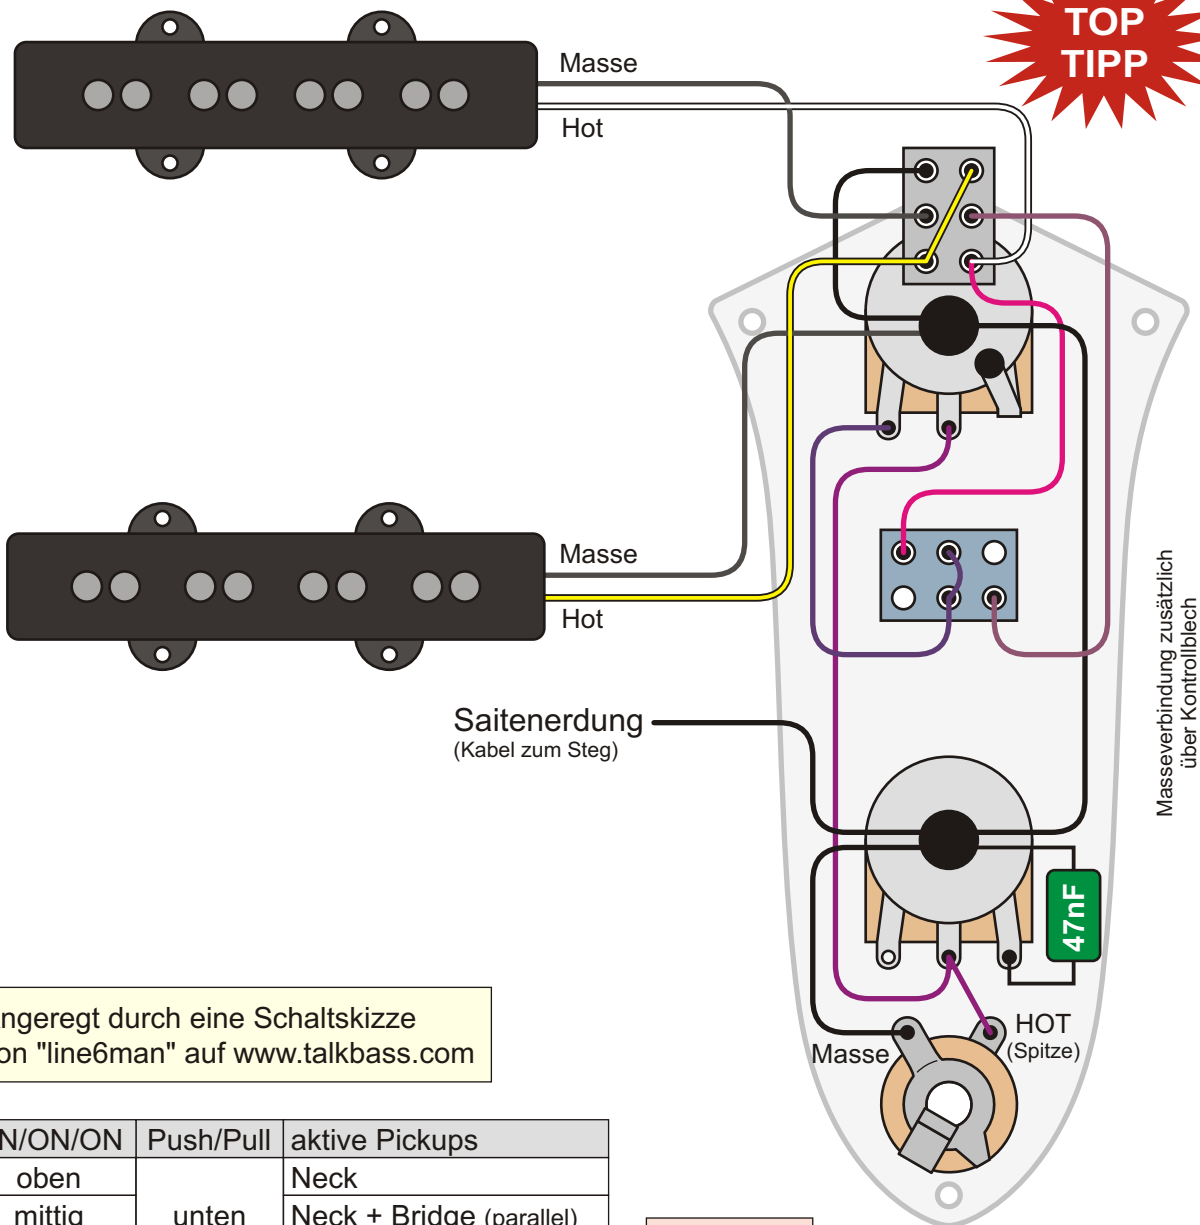 TOP
TIPP
Masse
Hot
Masse
Hot
Saitenerdung
(Kabel zum Steg)
Masseverbindung zusätzlich
über Kontrollblech
47nF
HOT
(Spitze)
Masse
ngeregt durch eine Schaltskizze
on "line6man" auf www.talkbass.com
N/ON/ON Push/Pull aktive Pickups
oben Neck
mittig unten Neck + Bridge (parallel)